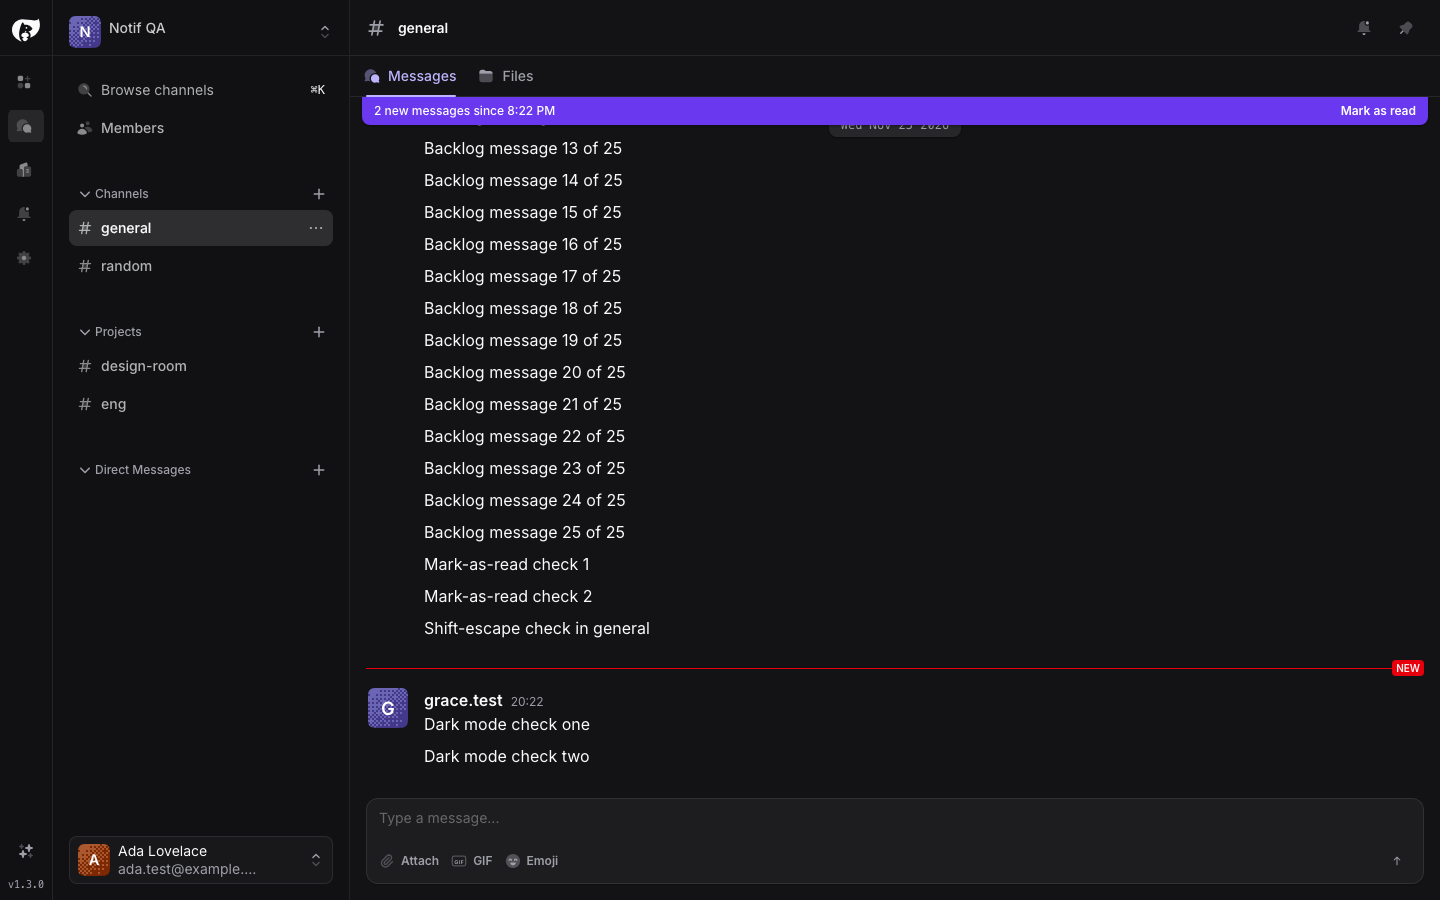 N Notif QA
Browse channels ⌘K
Members
Channels
# general
# random
Projects
# design-room
# eng
Direct Messages
A Ada Lovelace
ada.test@example....
v1.3.0
# general
Messages Files
2 new messages since 8:22 PM Mark as read
Backlog message 13 of 25
Backlog message 14 of 25
Backlog message 15 of 25
Backlog message 16 of 25
Backlog message 17 of 25
Backlog message 18 of 25
Backlog message 19 of 25
Backlog message 20 of 25
Backlog message 21 of 25
Backlog message 22 of 25
Backlog message 23 of 25
Backlog message 24 of 25
Backlog message 25 of 25
Mark-as-read check 1
Mark-as-read check 2
Shift-escape check in general
NEW
G grace.test 20:22
Dark mode check one
Dark mode check two
Type a message...
Attach GIF GIF Emoji